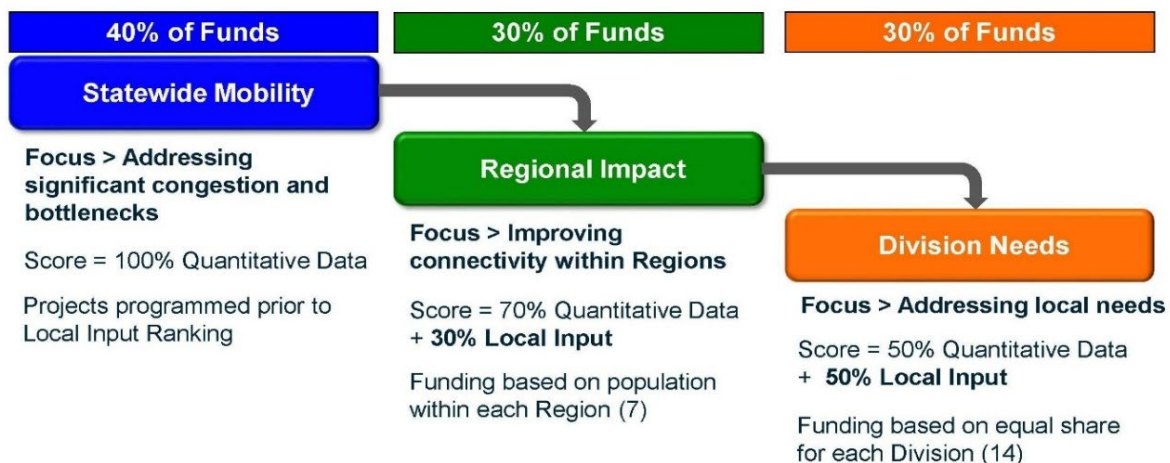 40% of Funds
Statewide Mobility
Focus > Addressing
significant congestion and
bottlenecks
Score = 100% Quantitative Data
Projects programmed prior to
Local Input Ranking
30% of Funds
Regional Impact
Focus > Improving
connectivity within Regions
Score = 70% Quantitative Data
+ 30% Local Input
Funding based on population
within each Region (7)
30% of Funds
Division Needs
Focus > Addressing local needs
Score = 50% Quantitative Data
+ 50% Local Input
Funding based on equal share
for each Division (14)